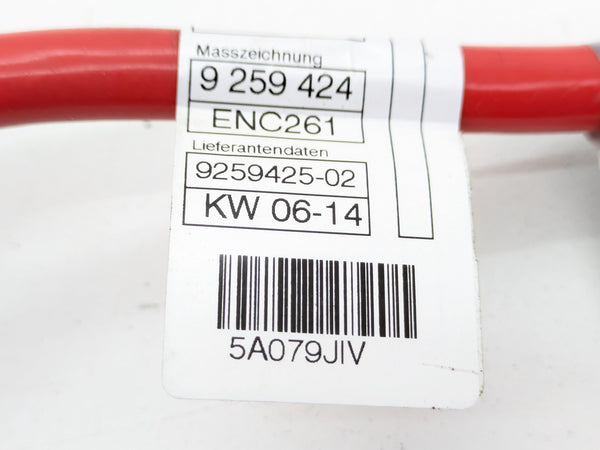 Masszeichnung
9 259 424
ENC261
Lieferantendaten
9259425-02
KW 06-14
5A079JIV